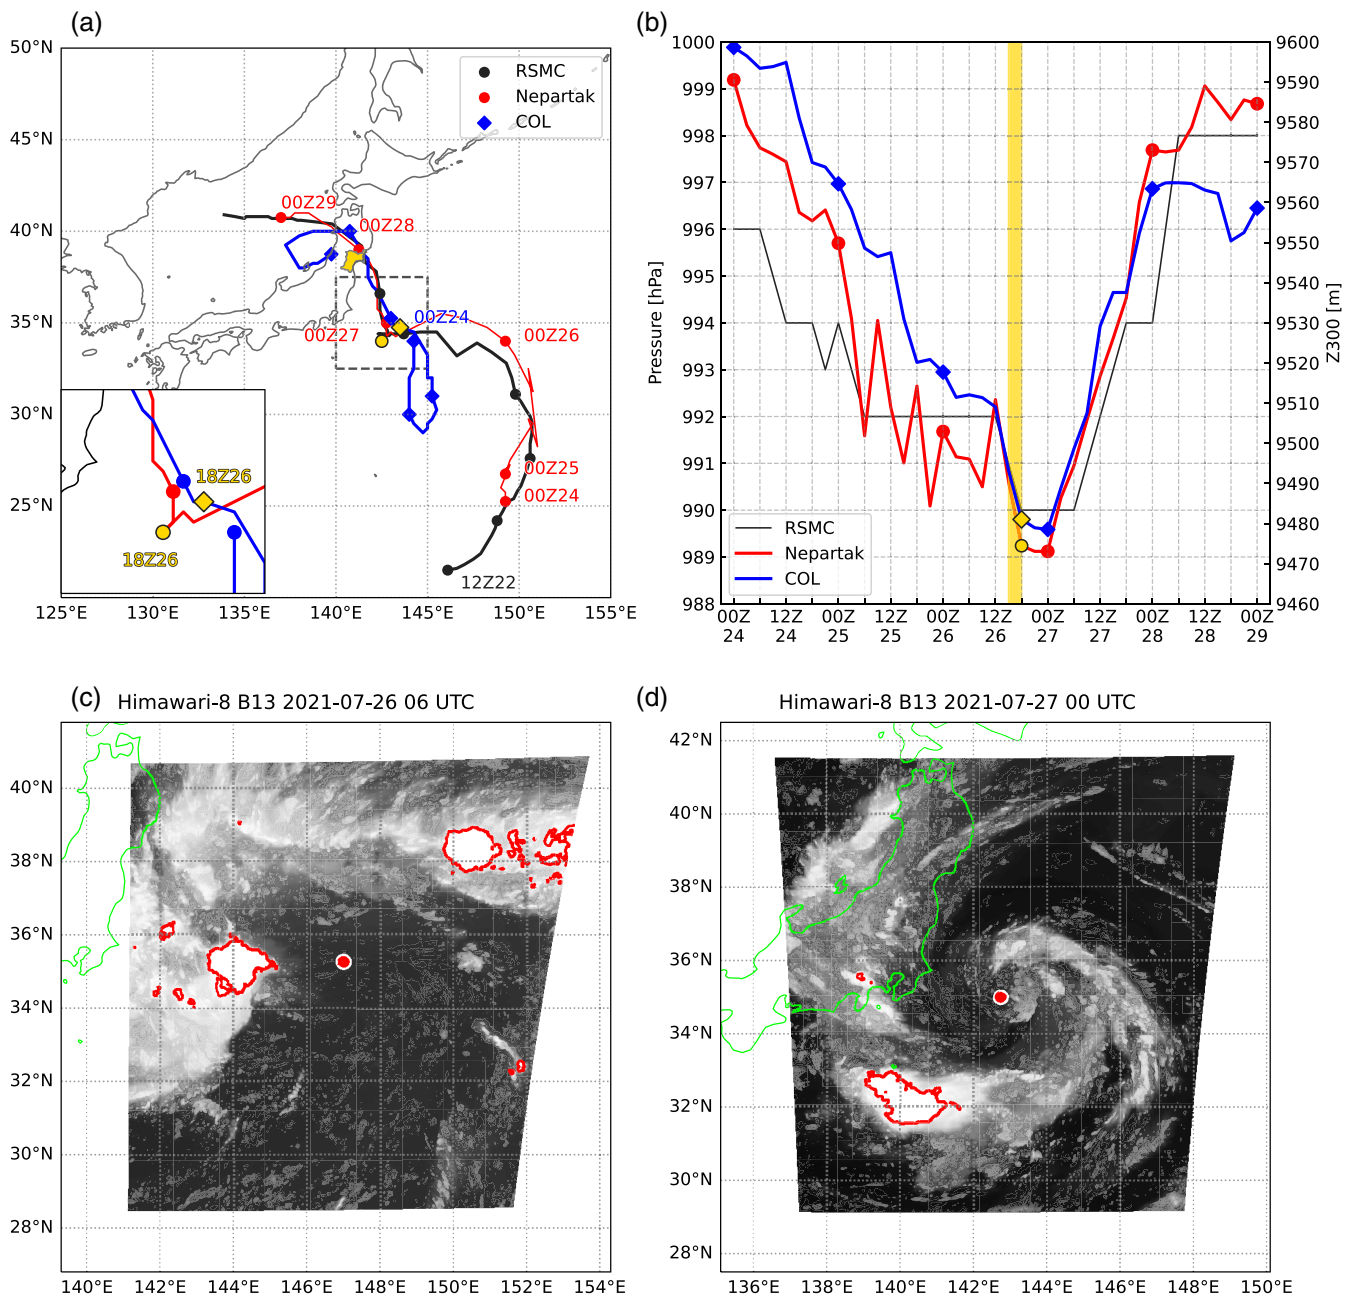 (a)
50°N
45°N
40°N
35°N
30°N
25°N
125°E
130°E
135°E
140°E
145°E
150°E
155°E
RSMC
Nepartak
COL
00Z29
00Z28
00Z24
00Z27
00Z26
00Z25
00Z24
12Z22
18Z26
18Z26
(b)
1000
999
998
997
996
995
994
993
992
991
990
989
988
Pressure [hPa]
9600
9590
9580
9570
9560
9550
9540
9530
9520
9510
9500
9490
9480
9470
9460
Z300 [m]
RSMC
Nepartak
COL
00Z 12Z 00Z 12Z 00Z 12Z 00Z 12Z 00Z 12Z 00Z
24 24 25 25 26 26 27 27 28 28 29
(c)
Himawari-8 B13 2021-07-26 06 UTC
40°N
38°N
36°N
34°N
32°N
30°N
28°N
140°E 142°E 144°E 146°E 148°E 150°E 152°E 154°E
(d)
Himawari-8 B13 2021-07-27 00 UTC
42°N
40°N
38°N
36°N
34°N
32°N
30°N
28°N
136°E 138°E 140°E 142°E 144°E 146°E 148°E 150°E